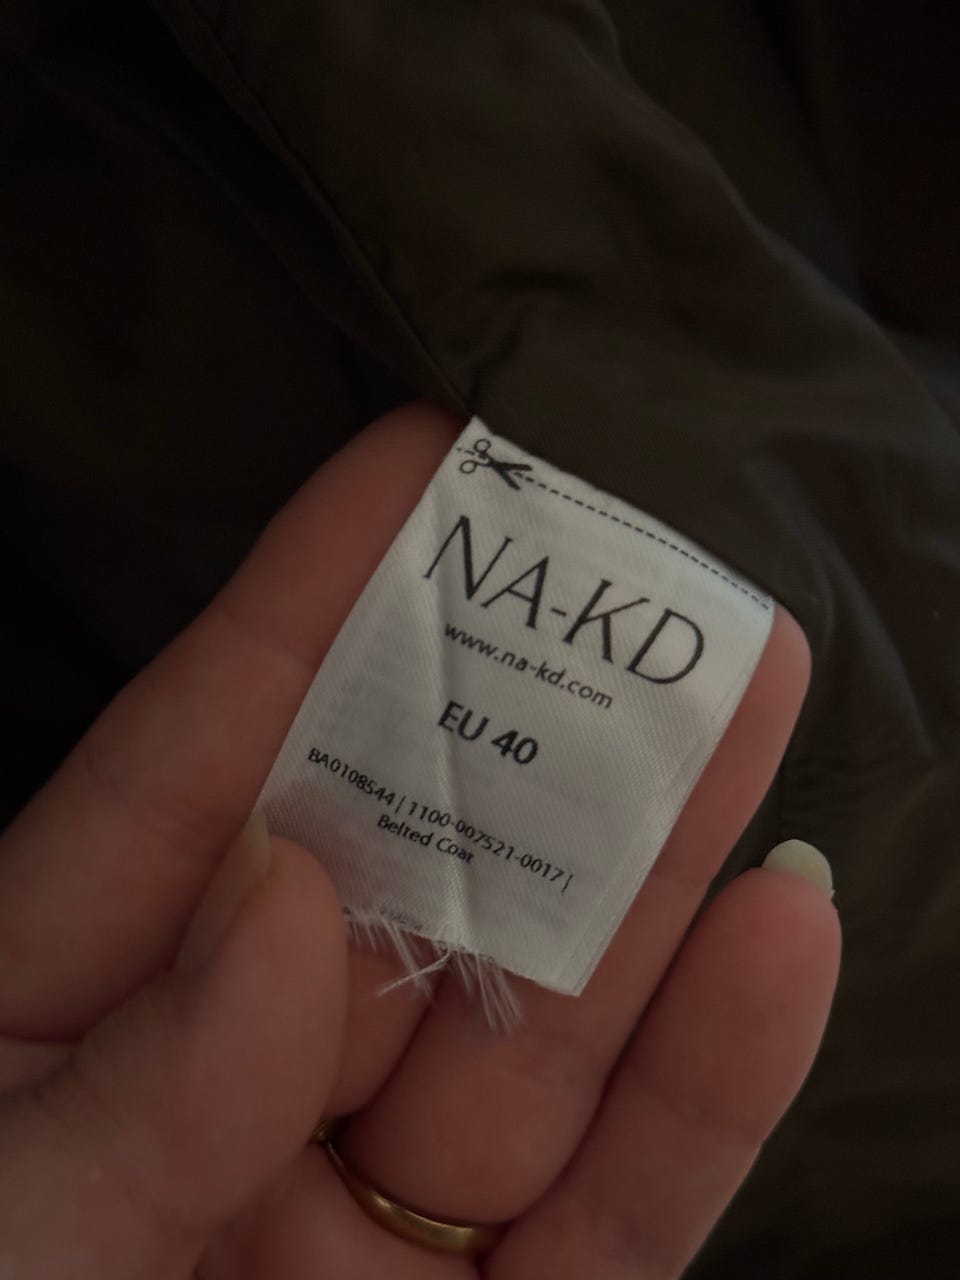 NA-KD
www.na-kd.com
EU 40
BA0108544 | 1100-007521-0017 |
Belted Coat